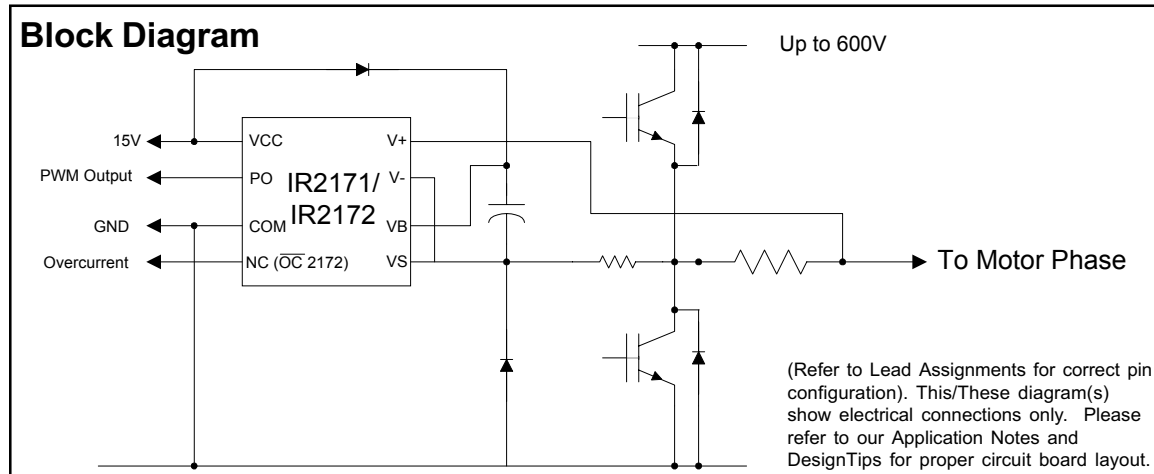 Block Diagram
Up to 600V
15V
PWM Output
GND
Overcurrent
VCC
PO
COM
NC (OC 2172)
IR2171/
IR2172
V+
V-
VB
VS
To Motor Phase
(Refer to Lead Assignments for correct pin
configuration). This/These diagram(s)
show electrical connections only. Please
refer to our Application Notes and
DesignTips for proper circuit board layout.